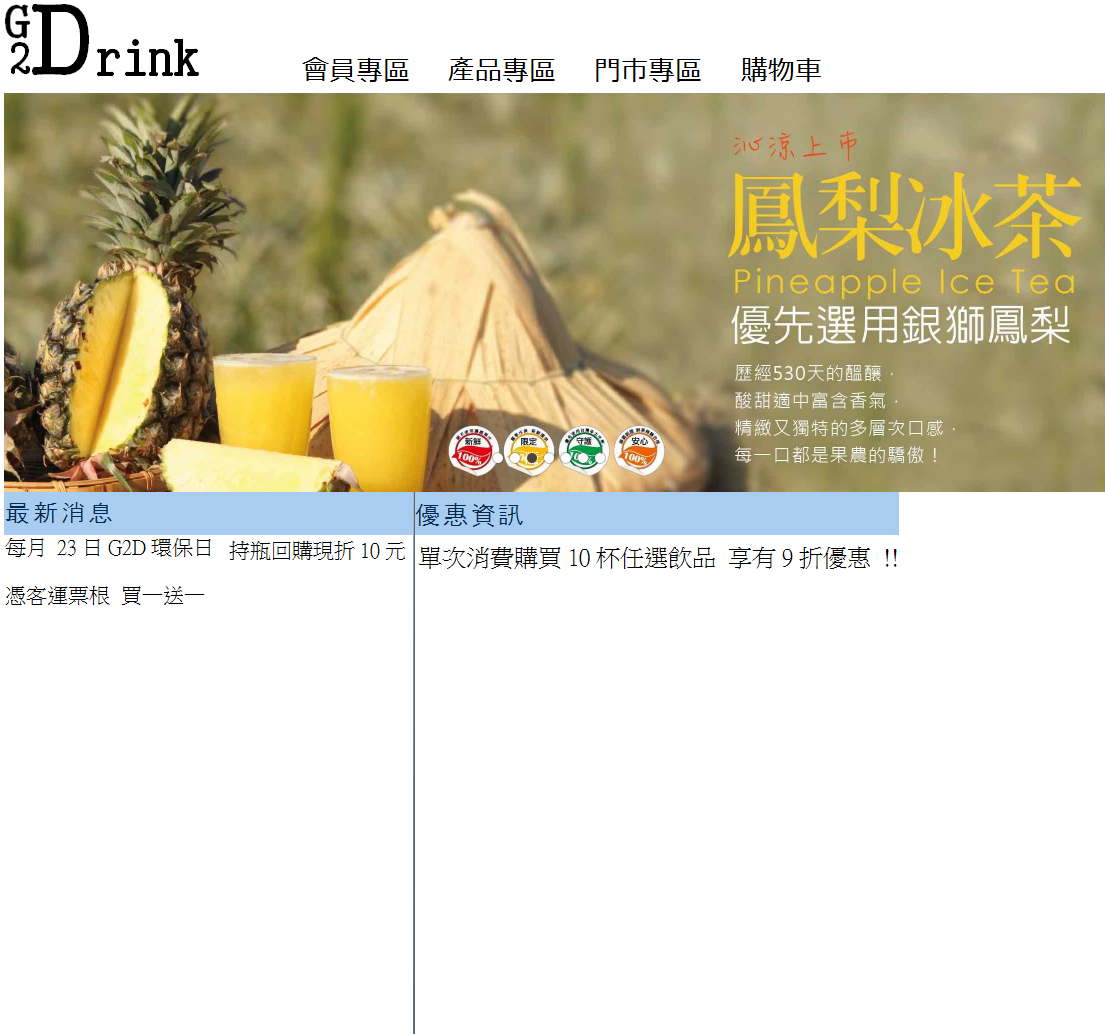 G2Drink
會員專區 產品專區 門市專區 購物車
沁涼上市
鳳梨冰茶
Pineapple Ice Tea
優先選用銀獅鳳梨
歷經530天的醞釀．
酸甜適中富含香氣．
精緻又獨特的多層次口感．
每一口都是果農的驕傲！
新鮮 限定 守護 安心
100% 100% 100% 100%
最新消息 優惠資訊
每月 23 日 G2D 環保日 持瓶回購現折 10 元
單次消費購買 10 杯任選飲品 享有 9 折優惠 !!
憑客運票根 買一送一